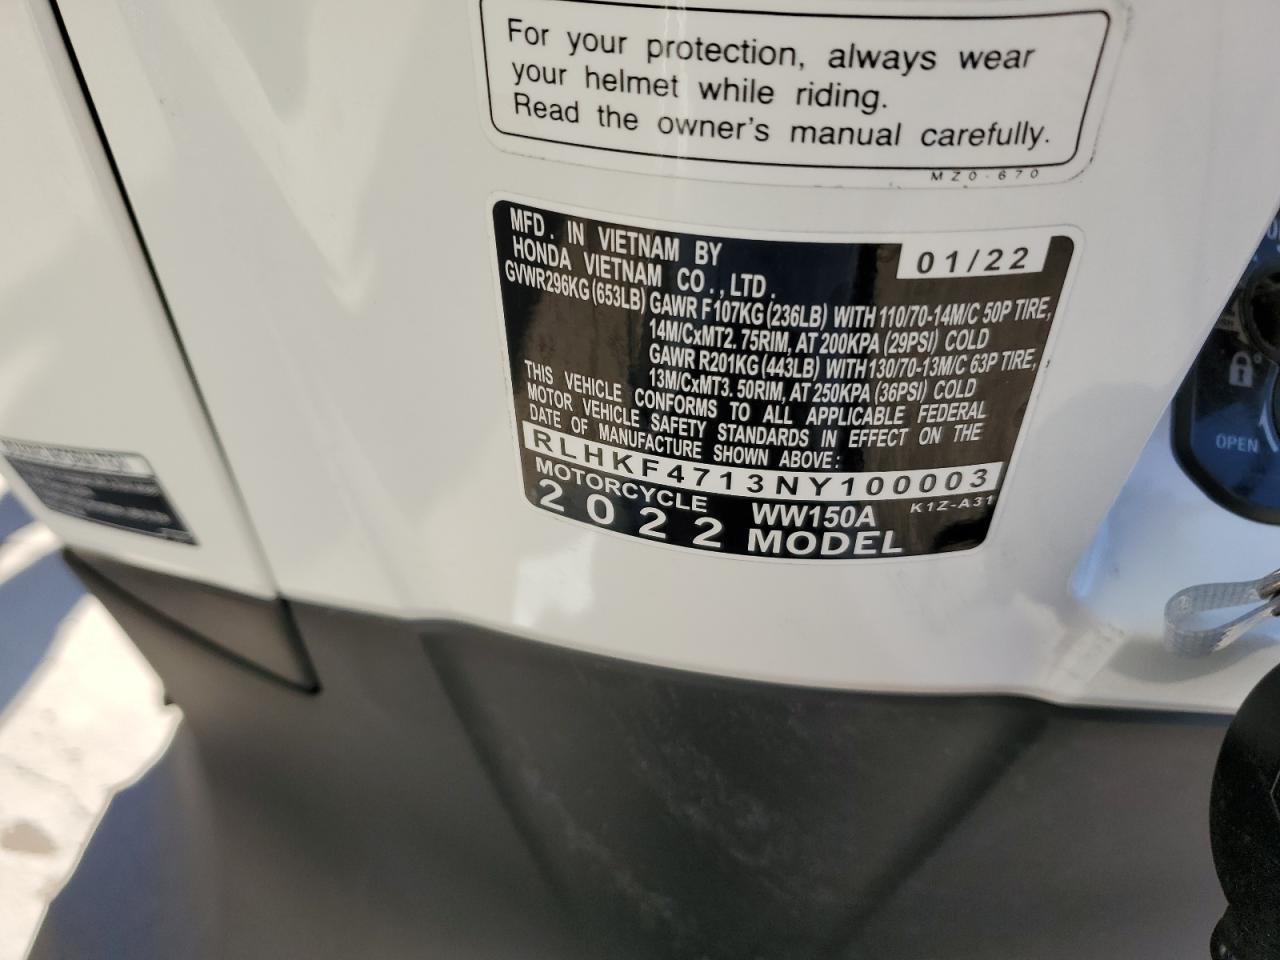 For your protection, always wear
your helmet while riding.
Read the owner's manual carefully.
MZ0-670
MFD. IN VIETNAM BY
HONDA VIETNAM CO.,LTD.
01/22
GVWR296KG(653LB) GAWR F107KG(236LB) WITH 110/70-14M/C 50P TIRE,
14M/CxMT2.75RIM, AT 200KPA (29PSI) COLD
GAWR R201KG(443LB) WITH 130/70-13M/C 63P TIRE,
13M/CxMT3.50RIM, AT 250KPA (36PSI) COLD
THIS VEHICLE CONFORMS TO ALL APPLICABLE FEDERAL
MOTOR VEHICLE SAFETY STANDARDS IN EFFECT ON THE
DATE OF MANUFACTURE SHOWN ABOVE:
RLHKF4713NY100003
MOTORCYCLE WW150A K1Z-A31
2022 MODEL
OPEN